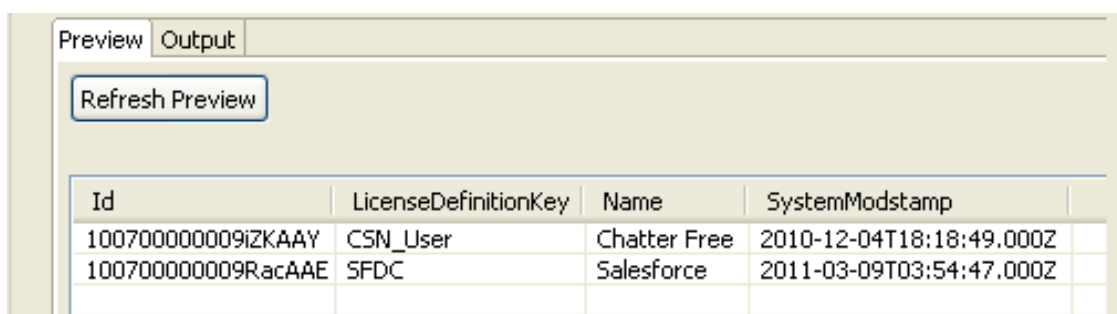 Preview Output
Refresh Preview
Id LicenseDefinitionKey Name SystemModstamp
100700000009iZKAAY CSN_User Chatter Free 2010-12-04T18:18:49.000Z
100700000009RacAAE SFDC Salesforce 2011-03-09T03:54:47.000Z